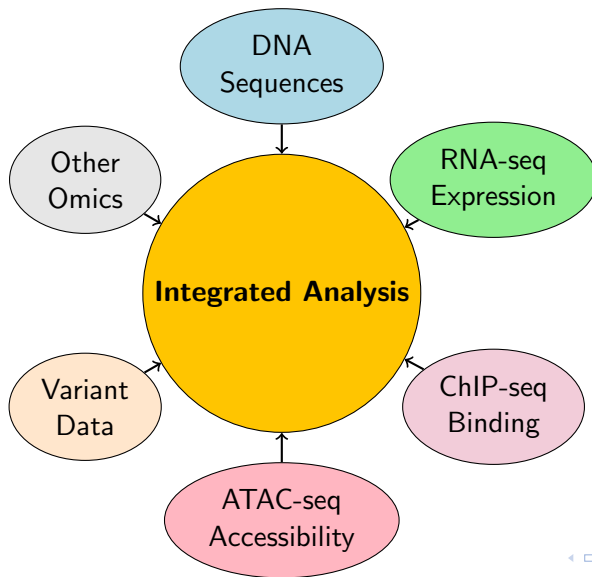 DNA
Sequences
Other
Omics
RNA-seq
Expression
Integrated Analysis
Variant
Data
ChIP-seq
Binding
ATAC-seq
Accessibility